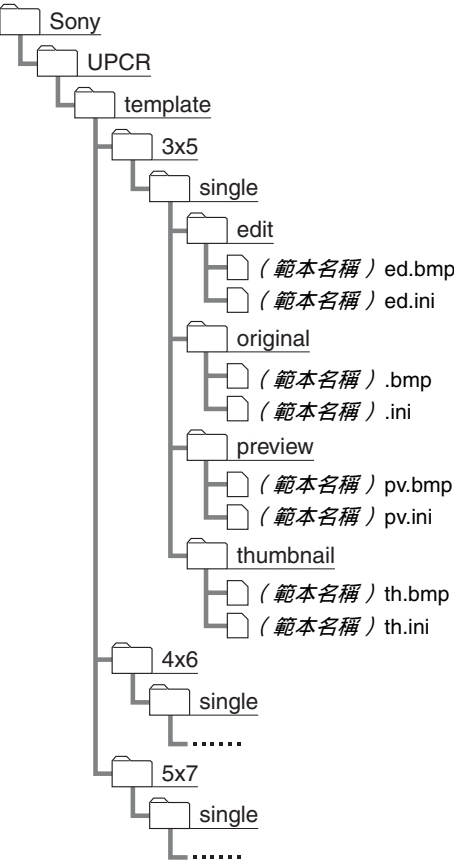 Sony
UPCR
template
3x5
single
edit
（範本名稱）ed.bmp
（範本名稱）ed.ini
original
（範本名稱）.bmp
（範本名稱）.ini
preview
（範本名稱）pv.bmp
（範本名稱）pv.ini
thumbnail
（範本名稱）th.bmp
（範本名稱）th.ini
4x6
single
......
5x7
single
......